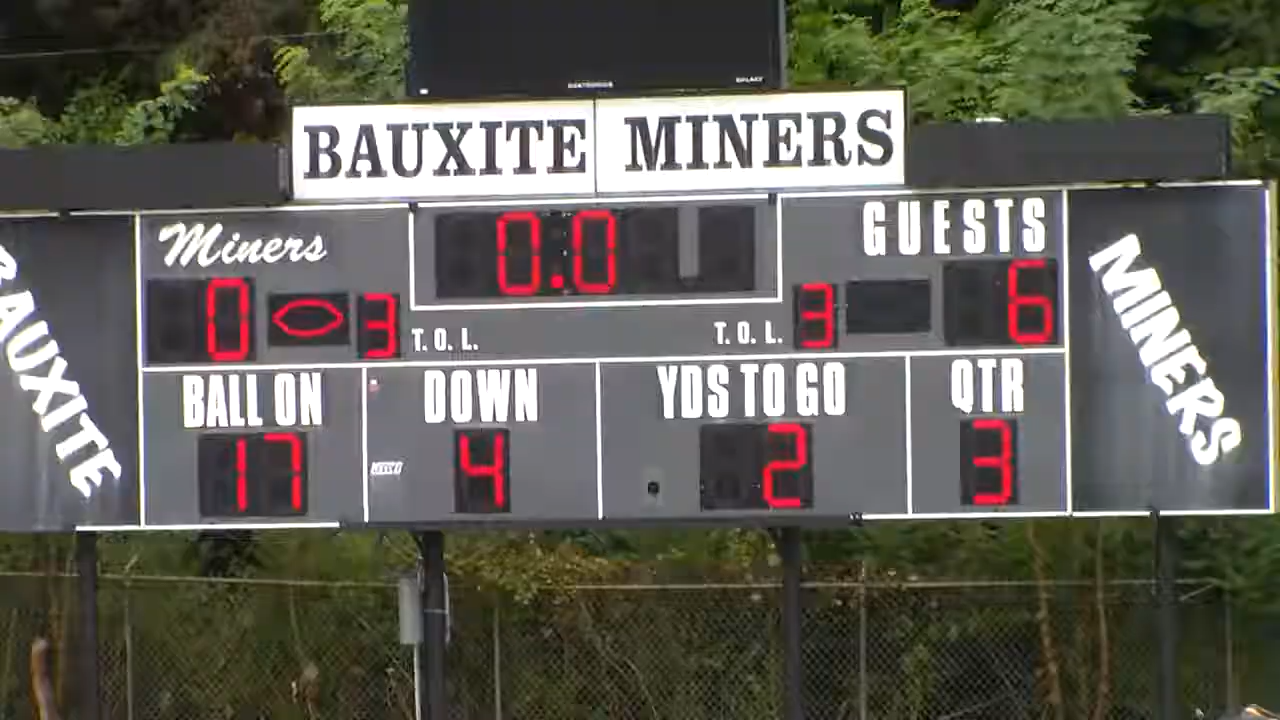 BAUXITE MINERS
Miners 0.0 GUESTS
0 3 T. O. L. T. O. L. 3 6
BALL ON DOWN YDS TO GO QTR
17 4 2 3
BAUXITE
MINERS